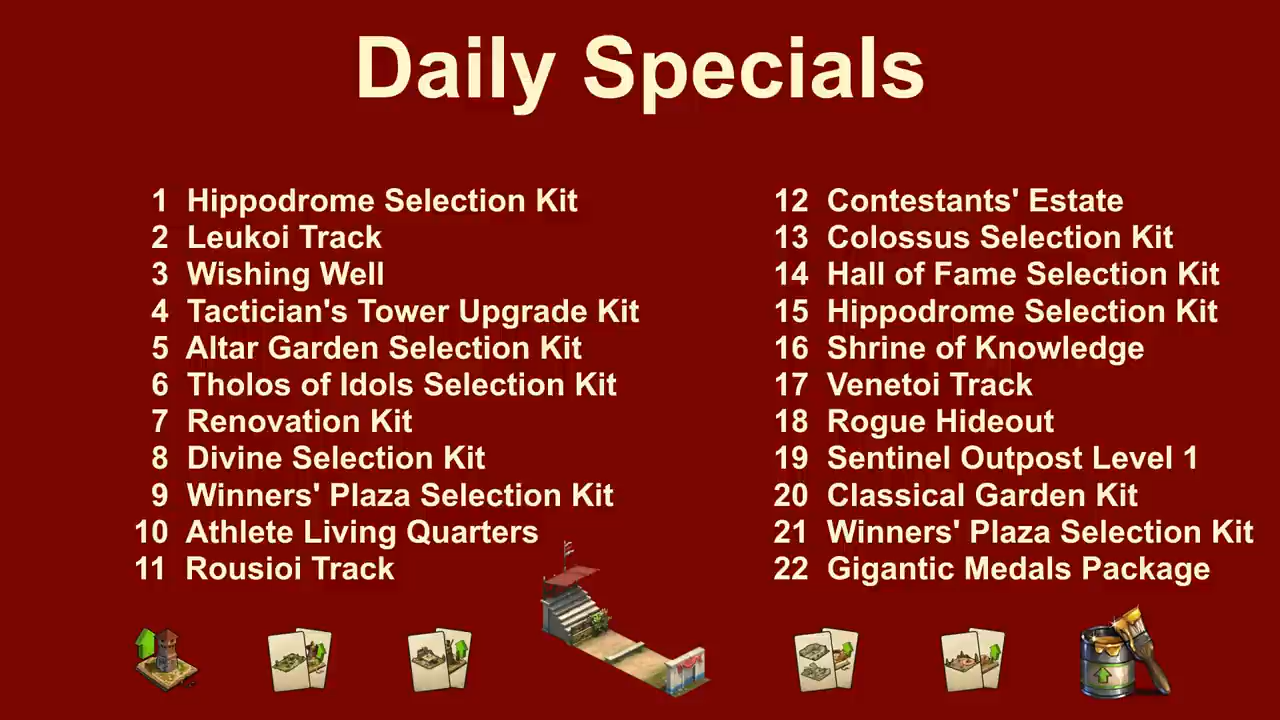 Daily Specials
1 Hippodrome Selection Kit
2 Leukoi Track
3 Wishing Well
4 Tactician's Tower Upgrade Kit
5 Altar Garden Selection Kit
6 Tholos of Idols Selection Kit
7 Renovation Kit
8 Divine Selection Kit
9 Winners' Plaza Selection Kit
10 Athlete Living Quarters
11 Rousioi Track
12 Contestants' Estate
13 Colossus Selection Kit
14 Hall of Fame Selection Kit
15 Hippodrome Selection Kit
16 Shrine of Knowledge
17 Venetoi Track
18 Rogue Hideout
19 Sentinel Outpost Level 1
20 Classical Garden Kit
21 Winners' Plaza Selection Kit
22 Gigantic Medals Package